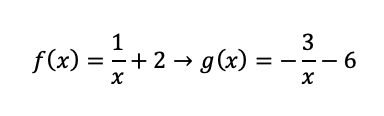 f(x) = 1/x + 2 → g(x) = − 3/x − 6